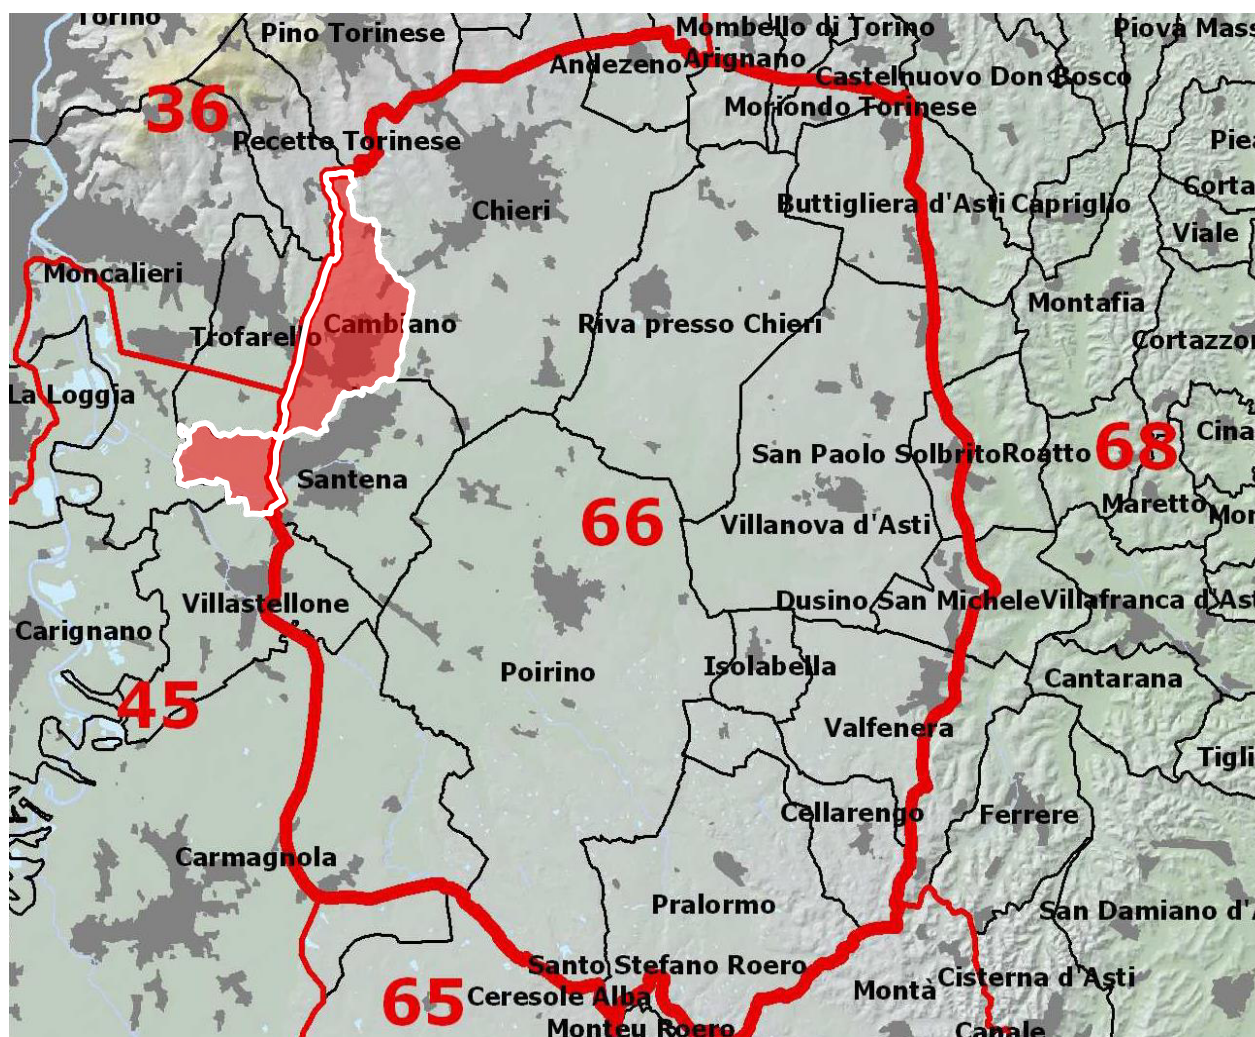 Torino
Pino Torinese
Mombello di Torino
Piova Mass
Andezeno
Arignano
Castelnuovo Don Bosco
36
Moriondo Torinese
Pecetto Torinese
Piea
Corta
Chieri
Buttigliera d'Asti
Capriglio
Viale
Moncalieri
Montafia
Trofarello
Cambiano
Riva presso Chieri
Cortazzon
La Loggia
68
Cina
San Paolo Solbrito
Roatto
Santena
Maretto
66
Villanova d'Asti
Villastellone
Dusino San Michele
Villafranca d'Ast
Carignano
Poirino
Isolabella
Cantarana
45
Valfenera
Tigli
Cellarengo
Ferrere
Carmagnola
Pralormo
San Damiano d'
Santo Stefano Roero
65
Ceresole Alba
Montà
Cisterna d'Asti
Monteu Roero
Canale